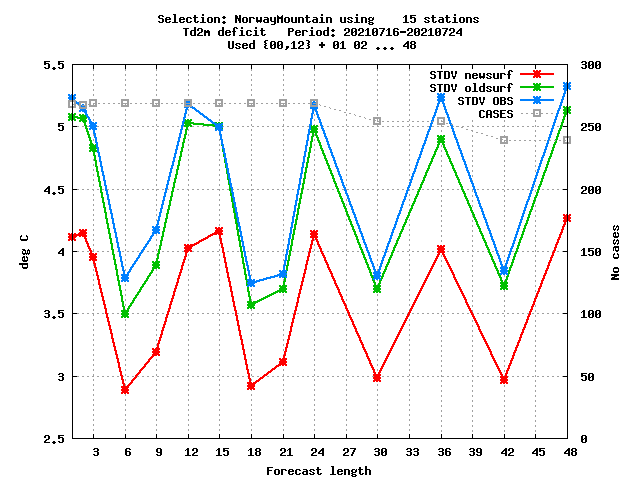 Selection: NorwayMountain using    15 stations
Td2m deficit   Period: 20210716-20210724
Used {00,12} + 01 02 ... 48
STDV newsurf
STDV oldsurf
STDV OBS
CASES
5.5
5
4.5
4
3.5
3
2.5
deg C
300
250
200
150
100
50
0
No cases
3 6 9 12 15 18 21 24 27 30 33 36 39 42 45 48
Forecast length